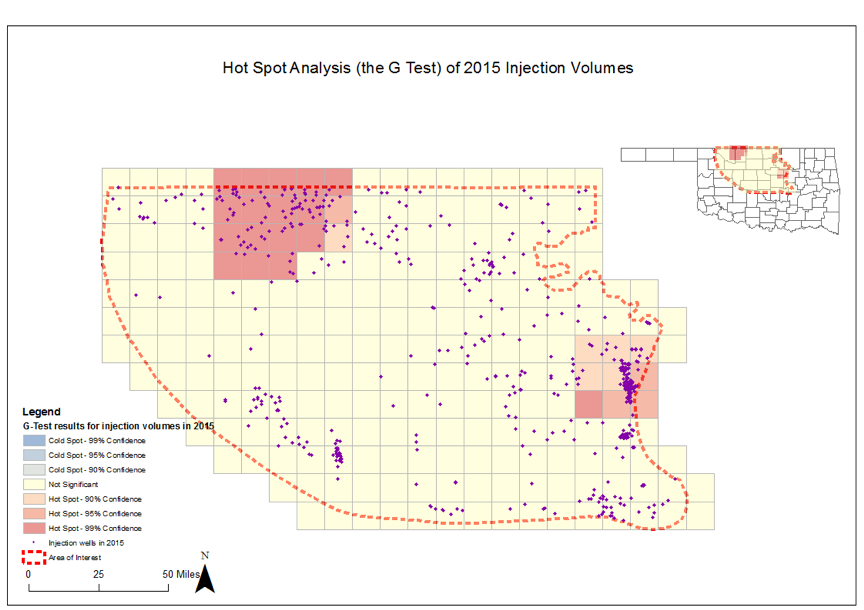 Hot Spot Analysis (the G Test) of 2015 Injection Volumes
Legend
G-Test results for injection volumes in 2015
Cold Spot - 99% Confidence
Cold Spot - 95% Confidence
Cold Spot - 90% Confidence
Not Significant
Hot Spot - 90% Confidence
Hot Spot - 95% Confidence
Hot Spot - 99% Confidence
Injection wells in 2015
Area of Interest
0 25 50 Miles
N